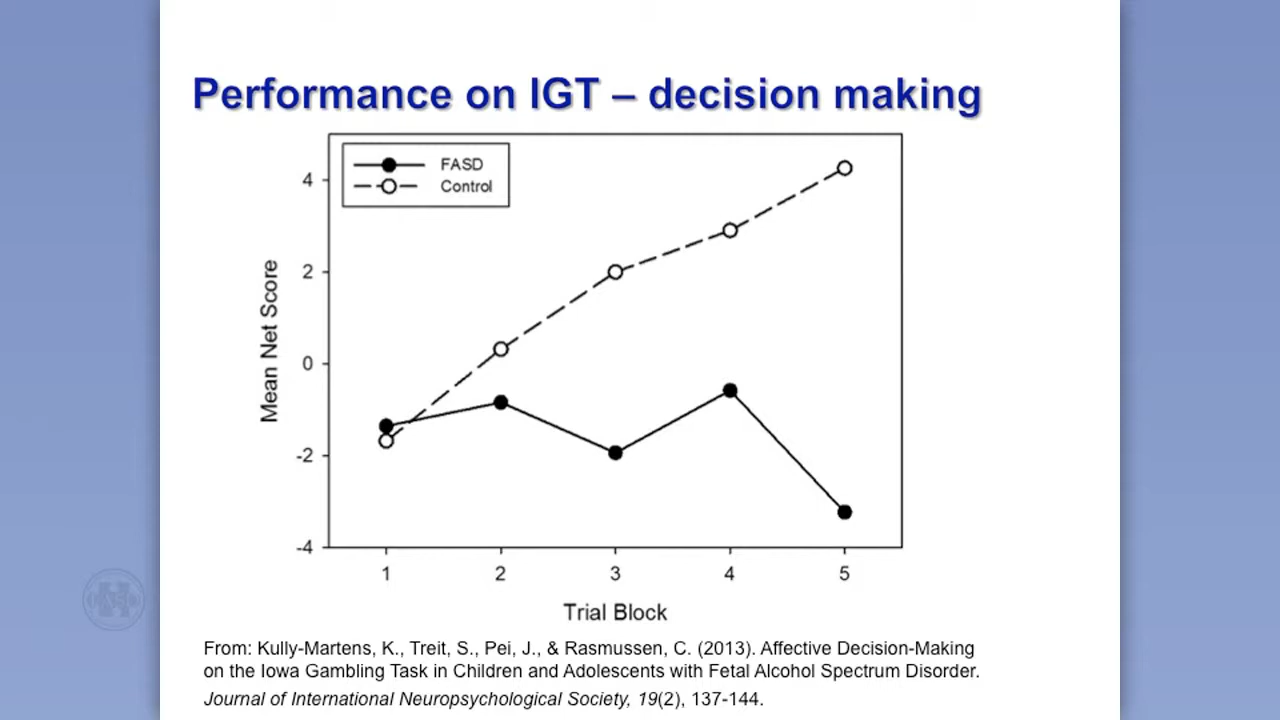 Performance on IGT – decision making
FASD
Control
4
2
0
-2
-4
Mean Net Score
1 2 3 4 5
Trial Block
From: Kully-Martens, K., Treit, S., Pei, J., & Rasmussen, C. (2013). Affective Decision-Making
on the Iowa Gambling Task in Children and Adolescents with Fetal Alcohol Spectrum Disorder.
Journal of International Neuropsychological Society, 19(2), 137-144.